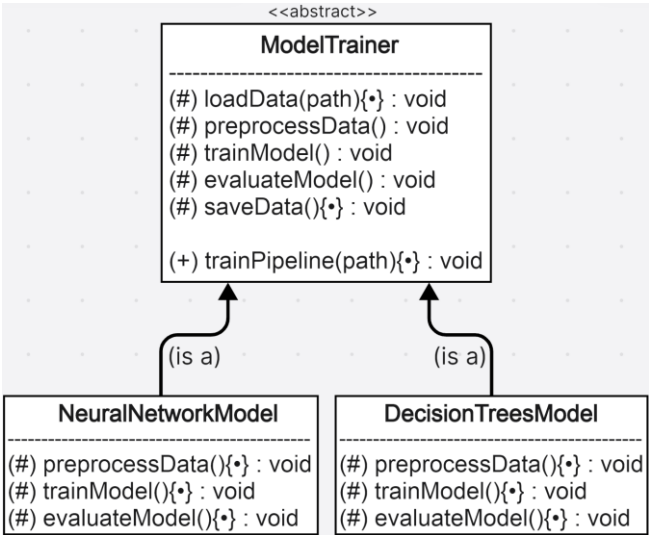 <<abstract>>
ModelTrainer
(#) loadData(path){•} : void
(#) preprocessData() : void
(#) trainModel() : void
(#) evaluateModel() : void
(#) saveData(){•} : void
(+) trainPipeline(path){•} : void
(is a)
(is a)
NeuralNetworkModel
(#) preprocessData(){•} : void
(#) trainModel(){•} : void
(#) evaluateModel(){•} : void
DecisionTreesModel
(#) preprocessData(){•} : void
(#) trainModel(){•} : void
(#) evaluateModel(){•} : void